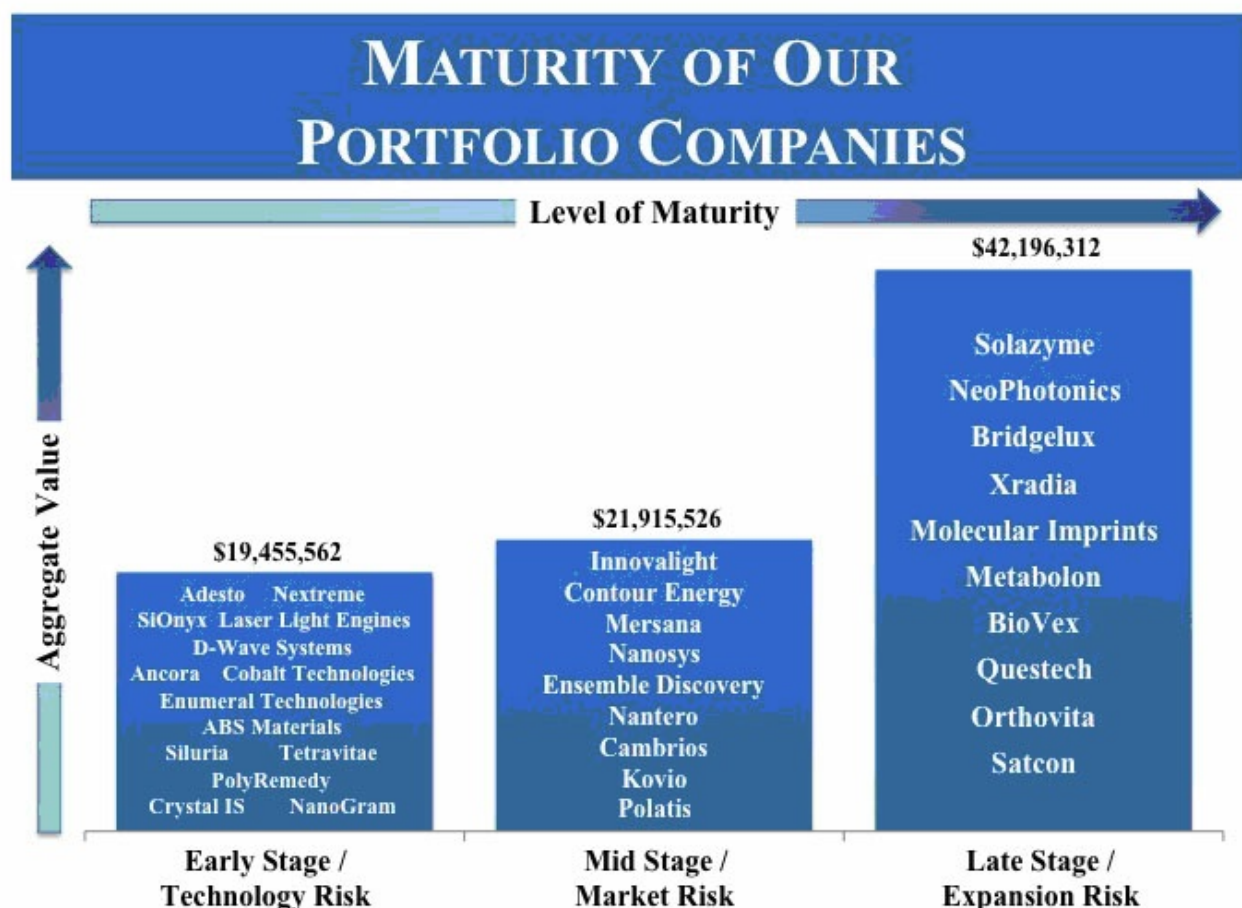 MATURITY OF OUR
PORTFOLIO COMPANIES
Level of Maturity
Aggregate Value
$19,455,562
Adesto Nextreme
SiOnyx Laser Light Engines
D-Wave Systems
Ancora Cobalt Technologies
Enumeral Technologies
ABS Materials
Siluria Tetravitae
PolyRemedy
Crystal IS NanoGram
Early Stage /
Technology Risk
$21,915,526
Innovalight
Contour Energy
Mersana
Nanosys
Ensemble Discovery
Nantero
Cambrios
Kovio
Polatis
Mid Stage /
Market Risk
$42,196,312
Solazyme
NeoPhotonics
Bridgelux
Xradia
Molecular Imprints
Metabolon
BioVex
Questech
Orthovita
Satcon
Late Stage /
Expansion Risk